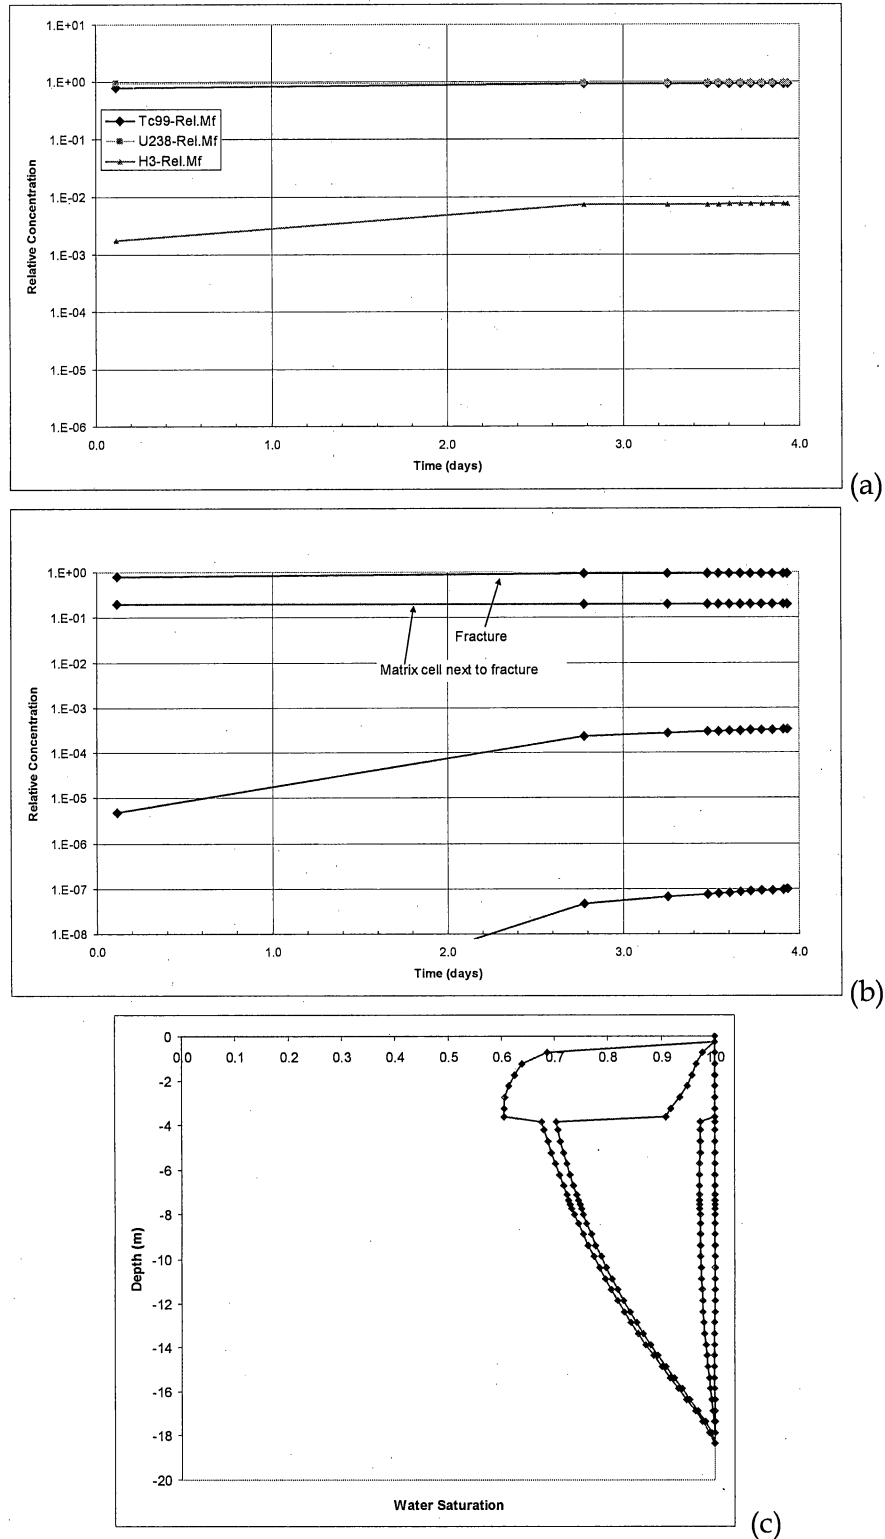 1.E+01
1.E+00
1.E-01
1.E-02
1.E-03
1.E-04
1.E-05
1.E-06
Relative Concentration
Tc99-Rel.Mf
U238-Rel.Mf
H3-Rel.Mf
0.0 1.0 2.0 3.0 4.0
Time (days)
(a)
1.E+00
1.E-01
1.E-02
1.E-03
1.E-04
1.E-05
1.E-06
1.E-07
1.E-08
Relative Concentration
Fracture
Matrix cell next to fracture
0.0 1.0 2.0 3.0 4.0
Time (days)
(b)
0.0 0.1 0.2 0.3 0.4 0.5 0.6 0.7 0.8 0.9 1.0
0
-2
-4
-6
-8
-10
-12
-14
-16
-18
-20
Depth (m)
Water Saturation
(c)